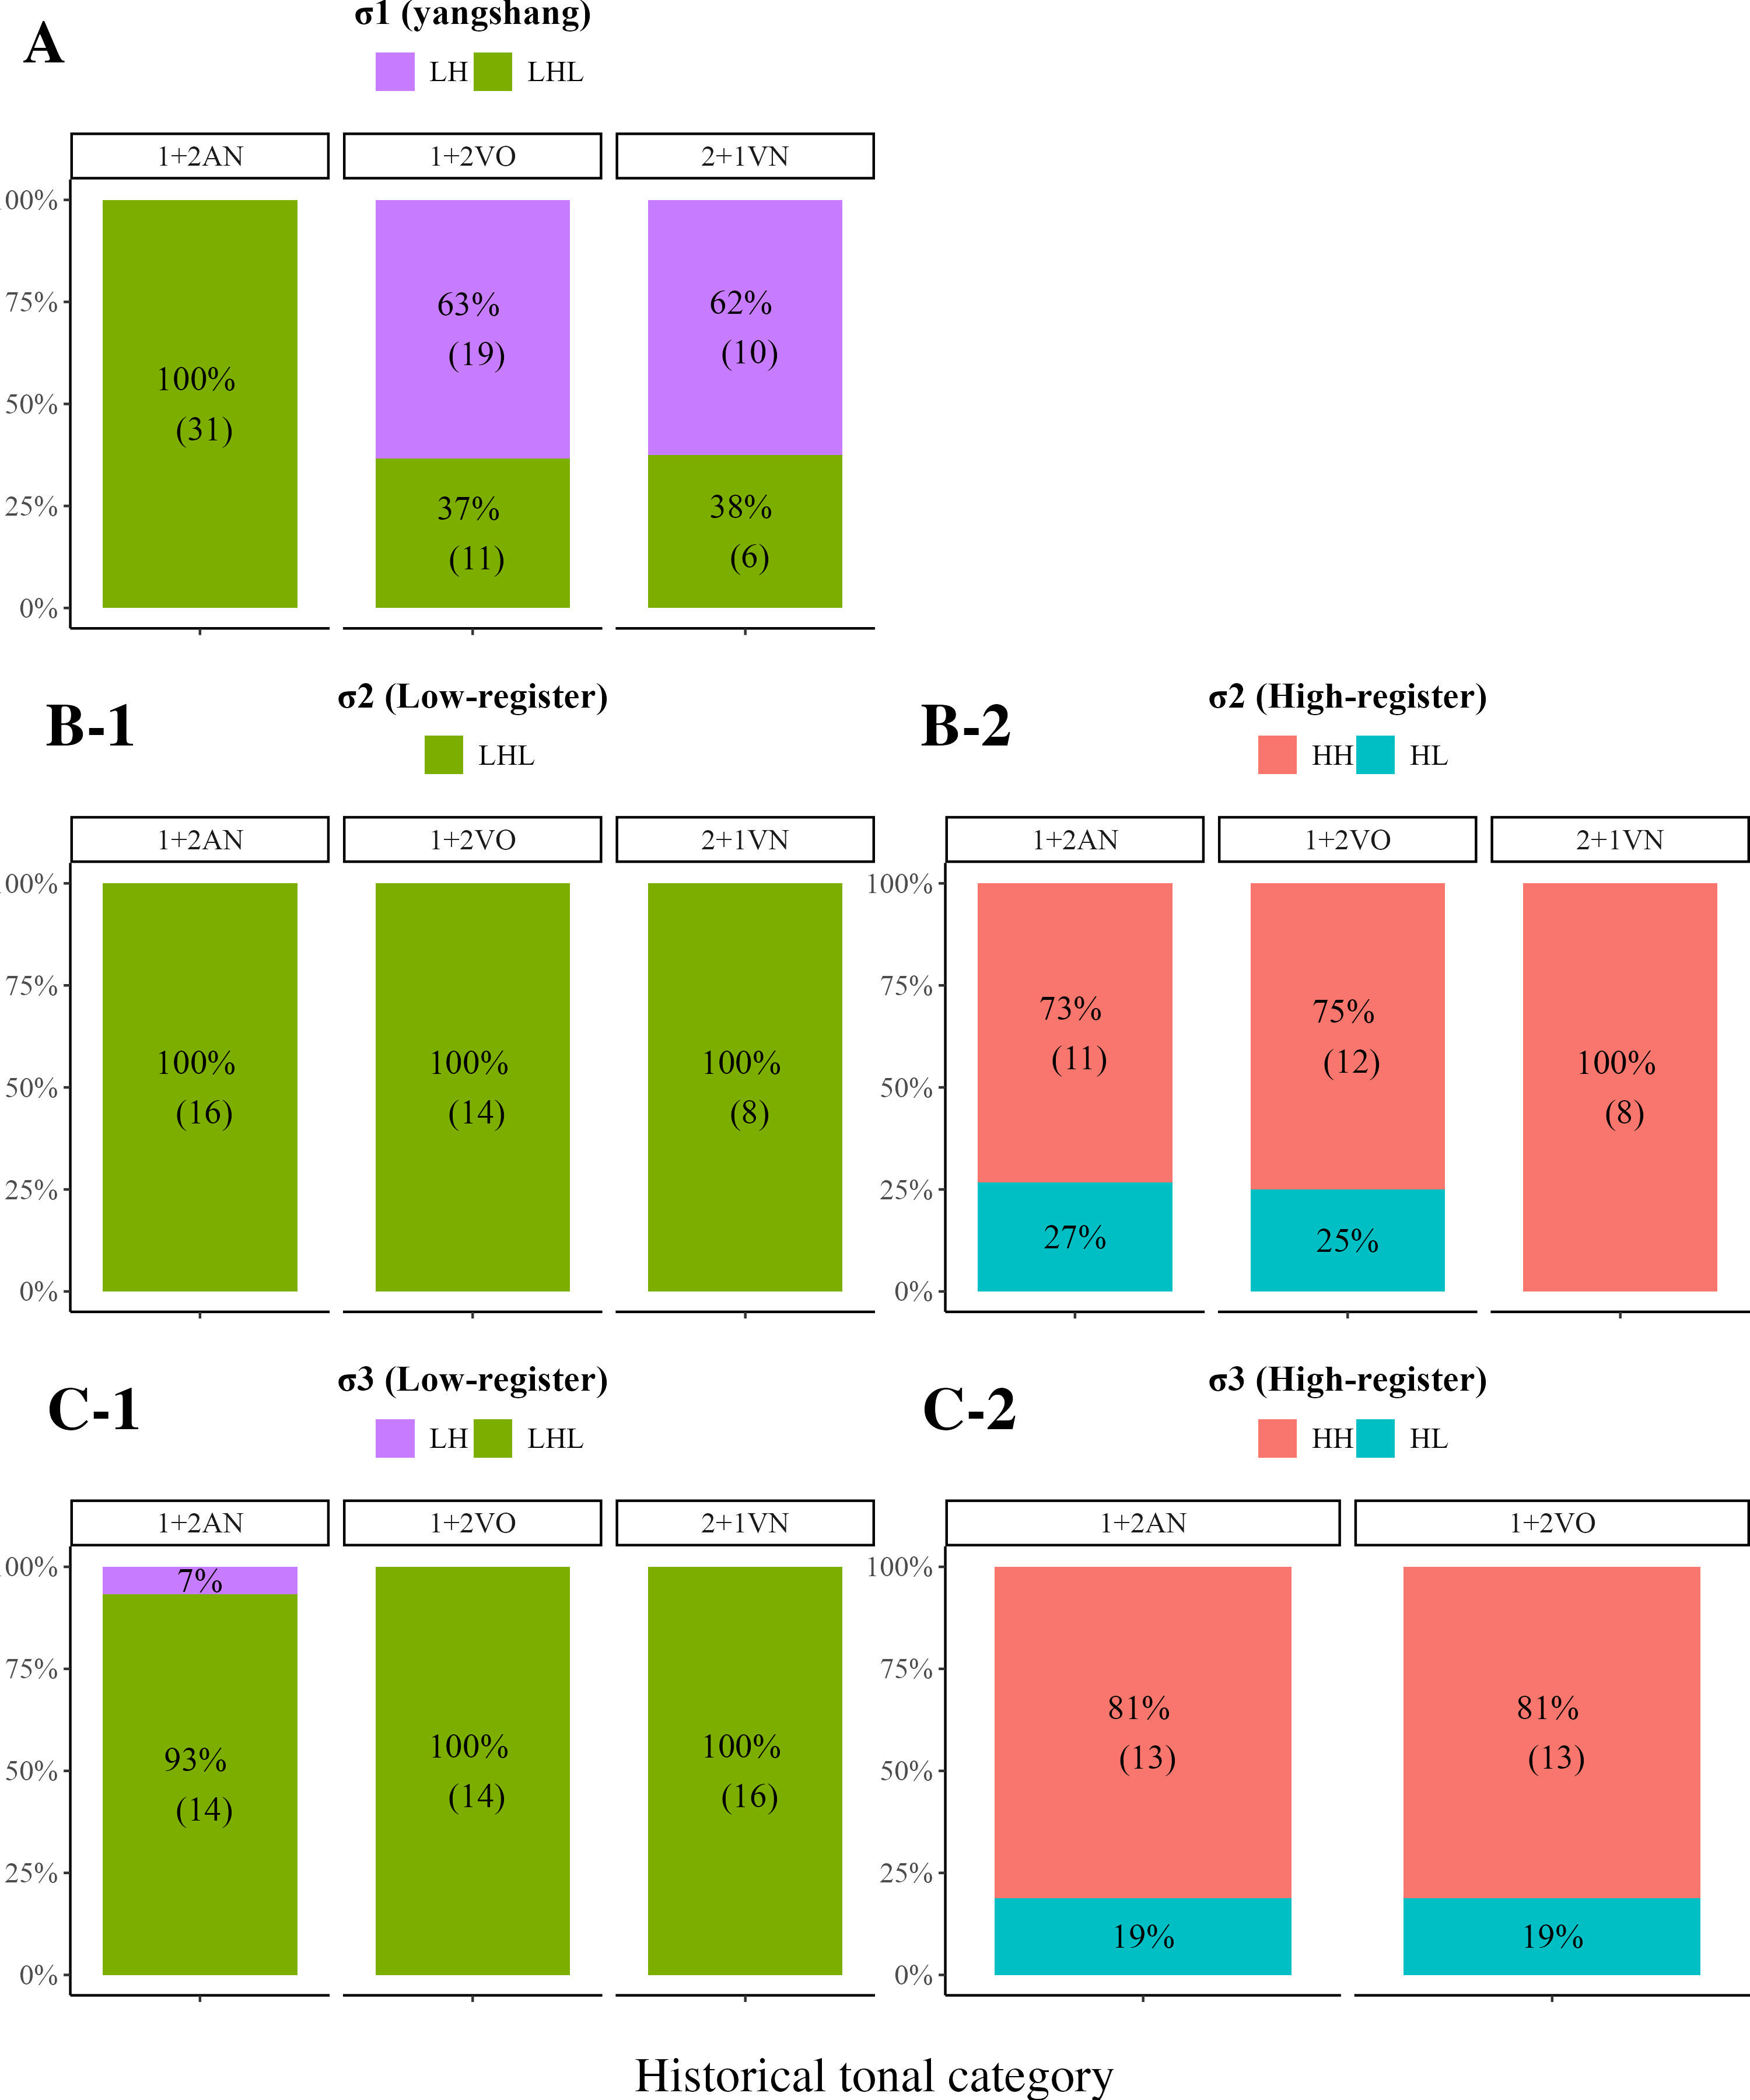 A
σ1 (yangshang)
LH LHL
1+2AN 1+2VO 2+1VN
00%
75%
50%
25%
0%
100%
(31)
63%
(19)
37%
(11)
62%
(10)
38%
(6)
B-1
σ2 (Low-register)
LHL
1+2AN 1+2VO 2+1VN
00%
75%
50%
25%
0%
100%
(16)
100%
(14)
100%
(8)
B-2
σ2 (High-register)
HH HL
1+2AN 1+2VO 2+1VN
100%
75%
50%
25%
0%
73%
(11)
27%
75%
(12)
25%
100%
(8)
C-1
σ3 (Low-register)
LH LHL
1+2AN 1+2VO 2+1VN
00%
75%
50%
25%
0%
7%
93%
(14)
100%
(14)
100%
(16)
C-2
σ3 (High-register)
HH HL
1+2AN 1+2VO
100%
75%
50%
25%
0%
81%
(13)
19%
81%
(13)
19%
Historical tonal category